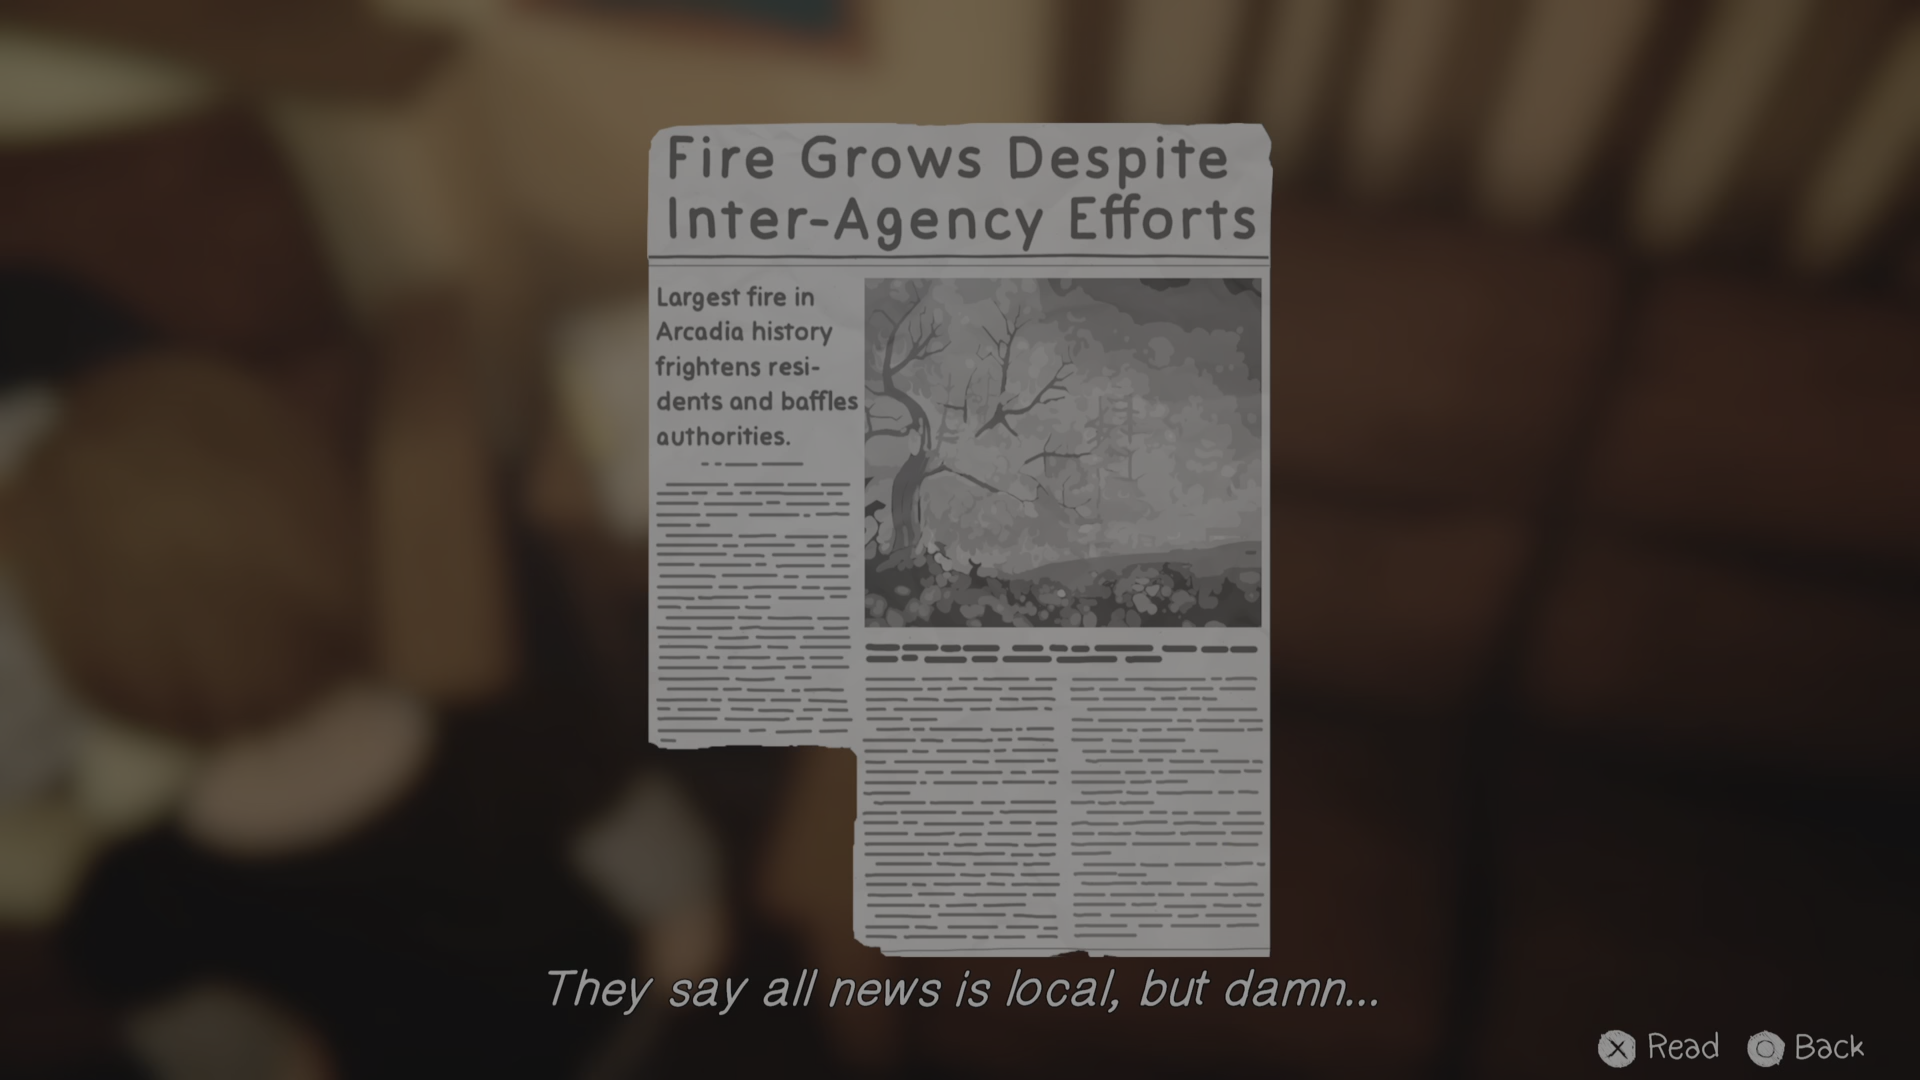 Fire Grows Despite
Inter-Agency Efforts
Largest fire in
Arcadia history
frightens resi-
dents and baffles
authorities.
They say all news is local, but damn...
Read
Back